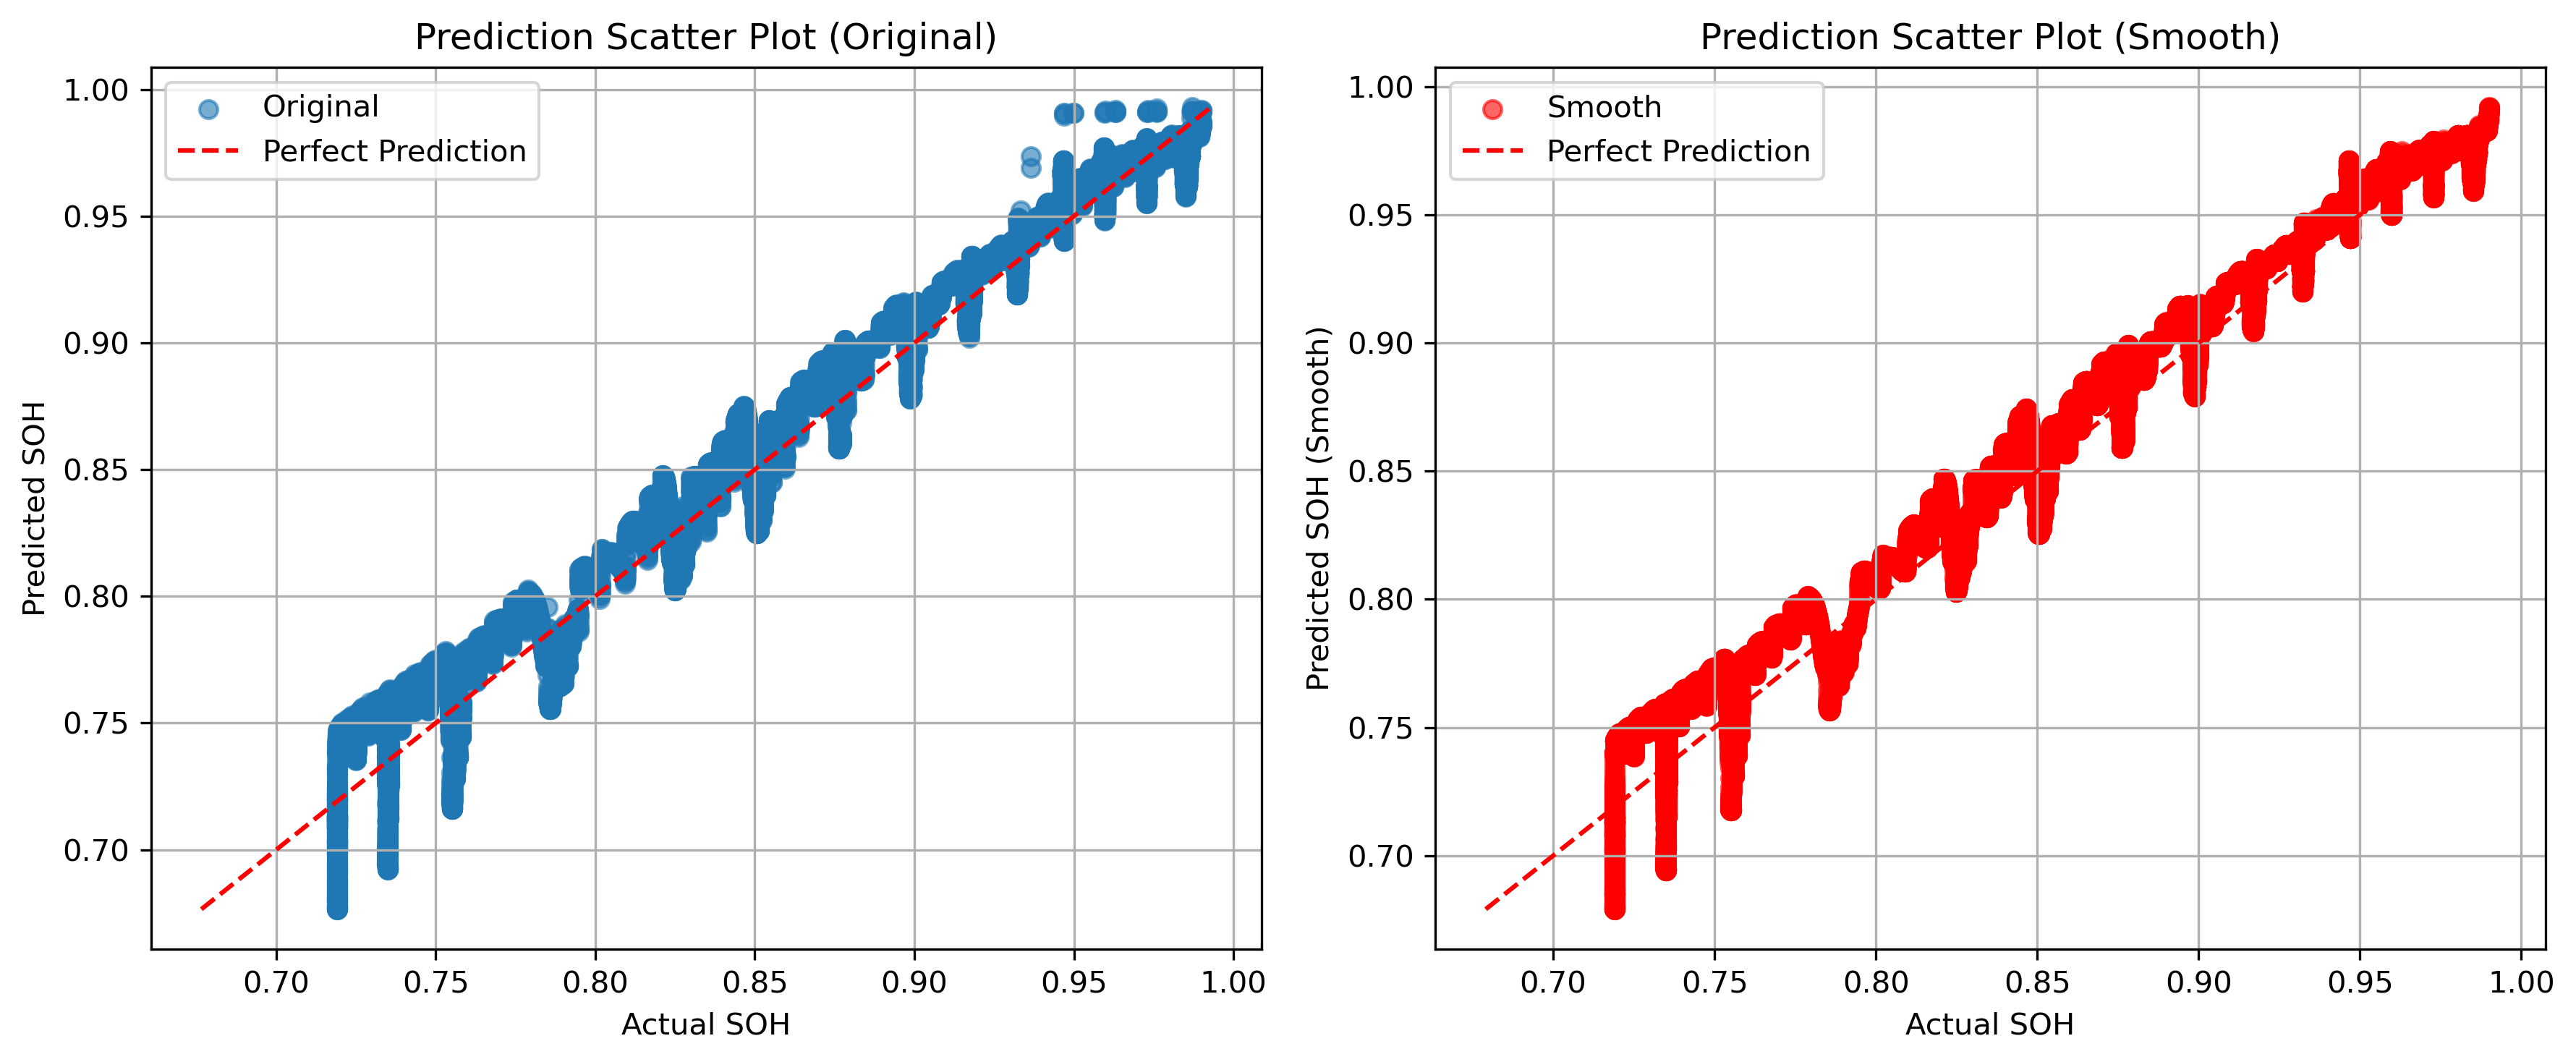 Prediction Scatter Plot (Original)
Original
Perfect Prediction
Predicted SOH
1.00
0.95
0.90
0.85
0.80
0.75
0.70
0.70 0.75 0.80 0.85 0.90 0.95 1.00
Actual SOH
Prediction Scatter Plot (Smooth)
Smooth
Perfect Prediction
Predicted SOH (Smooth)
1.00
0.95
0.90
0.85
0.80
0.75
0.70
0.70 0.75 0.80 0.85 0.90 0.95 1.00
Actual SOH